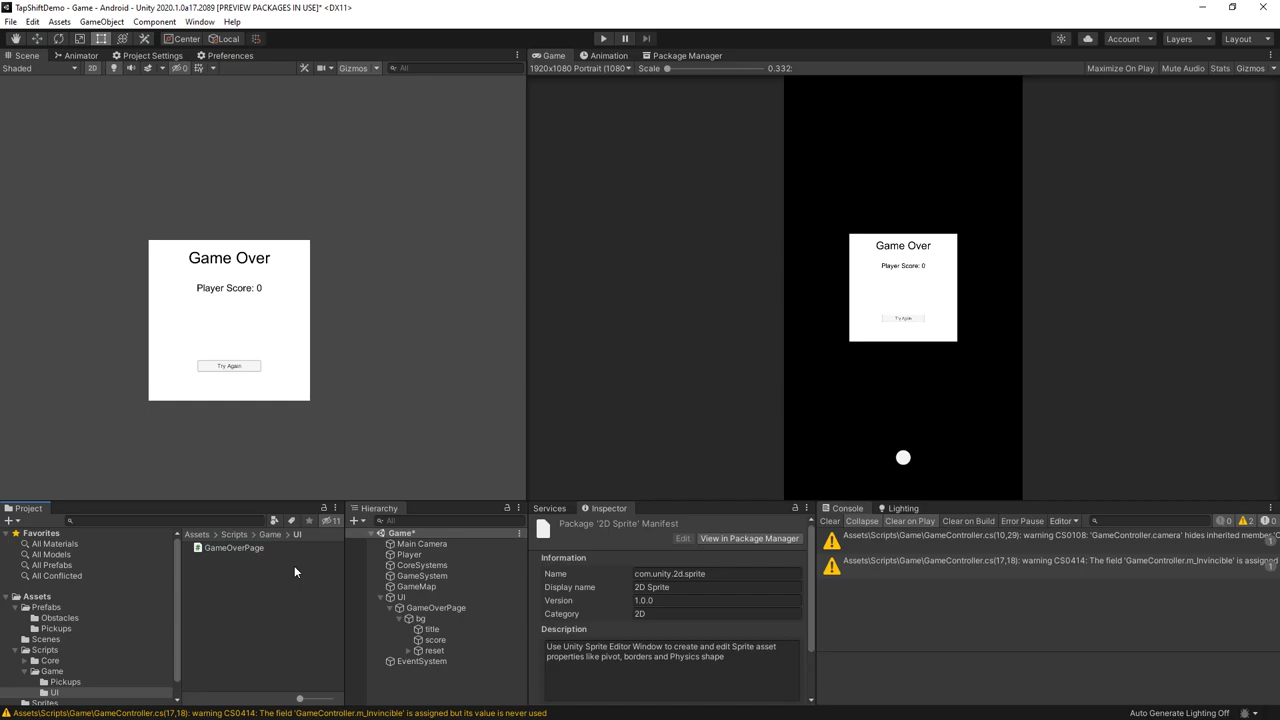 TapShiftDemo - Game - Android - Unity 2020.1.0a17.2089 [PREVIEW PACKAGES IN USE]* <DX11>
File Edit Assets GameObject Component Window Help
Center Local Account Layers Layout
Scene Animator Project Settings Preferences
Shaded 2D 0 Gizmos All
Game Animation Package Manager
1920x1080 Portrait (1080 Scale 0.332: Maximize On Play Mute Audio Stats Gizmos
Game Over
Player Score: 0
Try Again
Game Over
Player Score: 0
Try Again
Project
11
Favorites
All Materials
All Models
All Prefabs
All Conflicted
Assets
Prefabs
Obstacles
Pickups
Scenes
Scripts
Core
Game
Pickups
UI
Sprites
Assets > Scripts > Game > UI
GameOverPage
Hierarchy
All
Game*
Main Camera
Player
CoreSystems
GameSystem
GameMap
UI
GameOverPage
bg
title
score
reset
EventSystem
Services Inspector
Package '2D Sprite' Manifest
Edit View in Package Manager
Information
Name com.unity.2d.sprite
Display name 2D Sprite
Version 1.0.0
Category 2D
Description
Use Unity Sprite Editor Window to create and edit Sprite asset
properties like pivot, borders and Physics shape
Console Lighting
Clear Collapse Clear on Play Clear on Build Error Pause Editor 0 2 0
Assets\Scripts\Game\GameController.cs(10,29): warning CS0108: 'GameController.camera' hides inherited member
1
Assets\Scripts\Game\GameController.cs(17,18): warning CS0414: The field 'GameController.m_Invincible' is assigned
1
Assets\Scripts\Game\GameController.cs(17,18): warning CS0414: The field 'GameController.m_Invincible' is assigned but its value is never used
Auto Generate Lighting Off